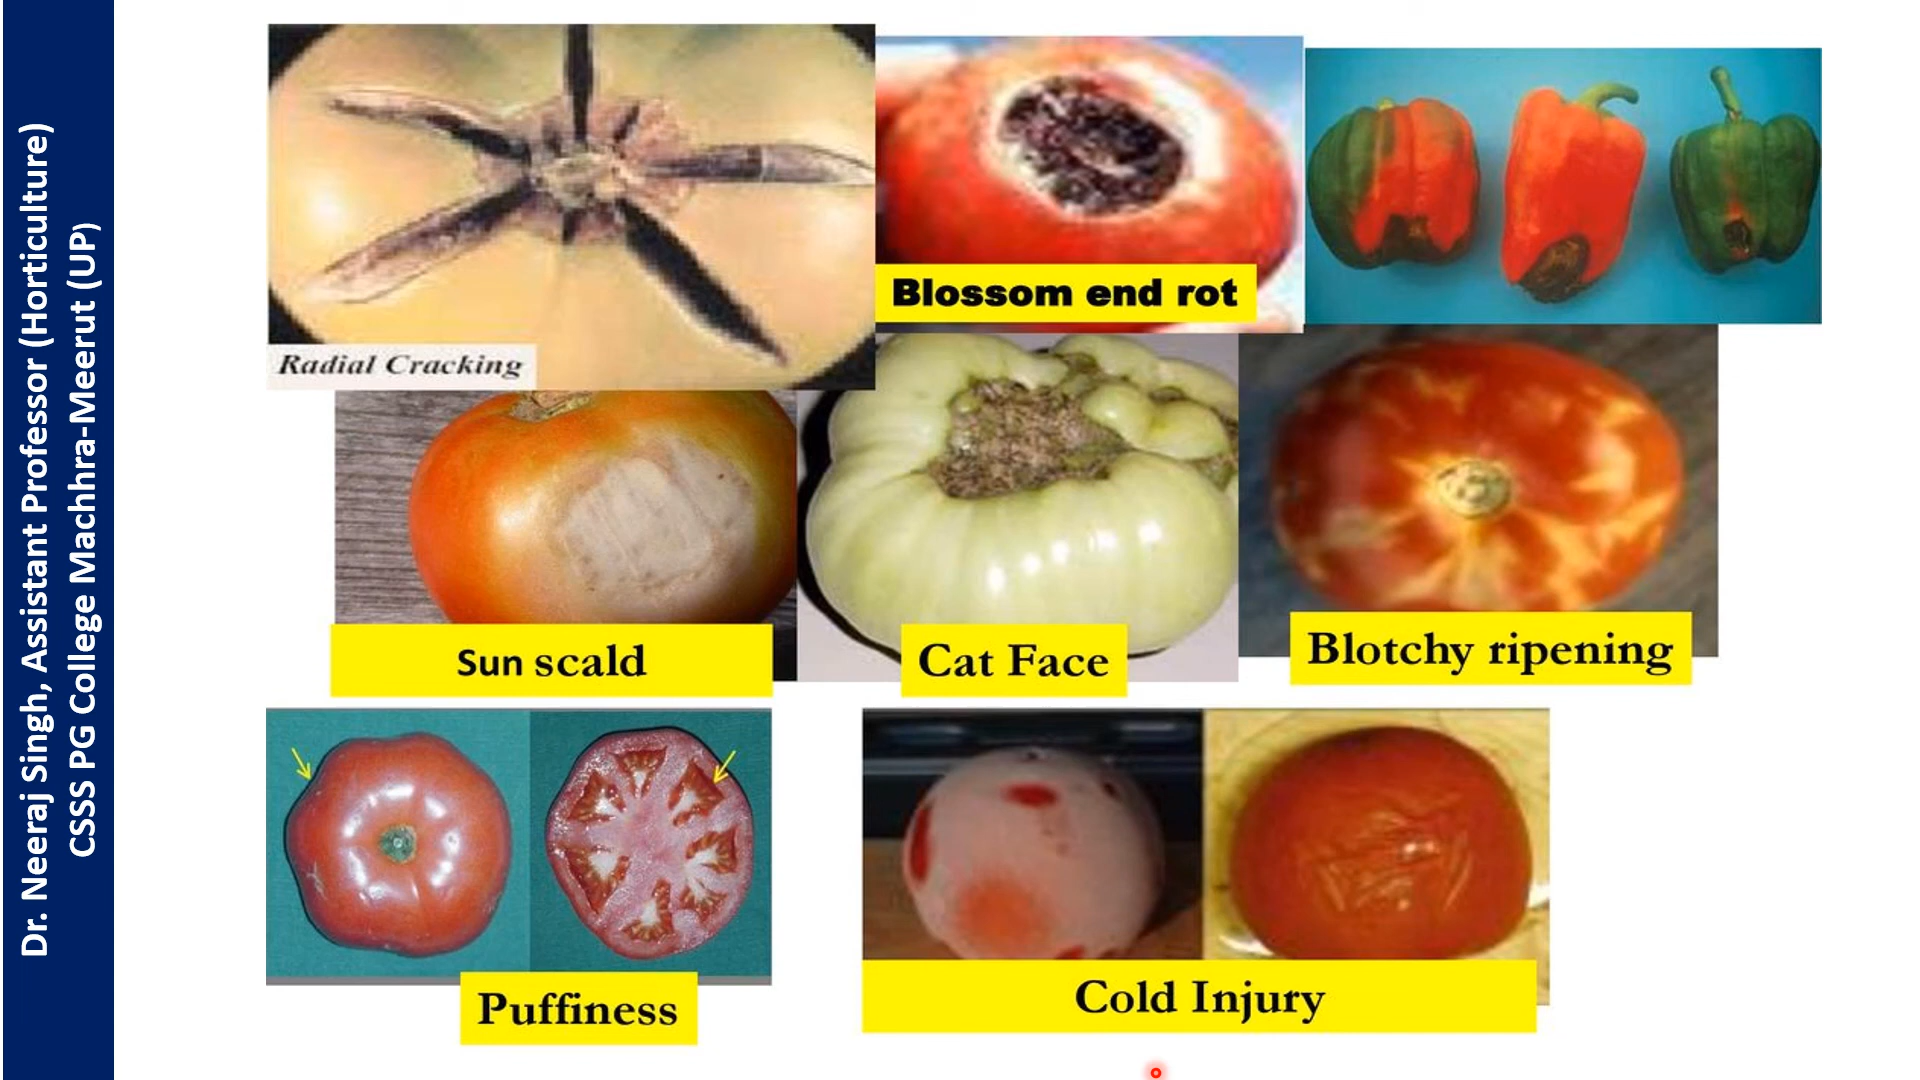 Dr. Neeraj Singh, Assistant Professor (Horticulture)
CSSS PG College Machhra-Meerut (UP)
Radial Cracking
Blossom end rot
Sun scald
Cat Face
Blotchy ripening
Puffiness
Cold Injury